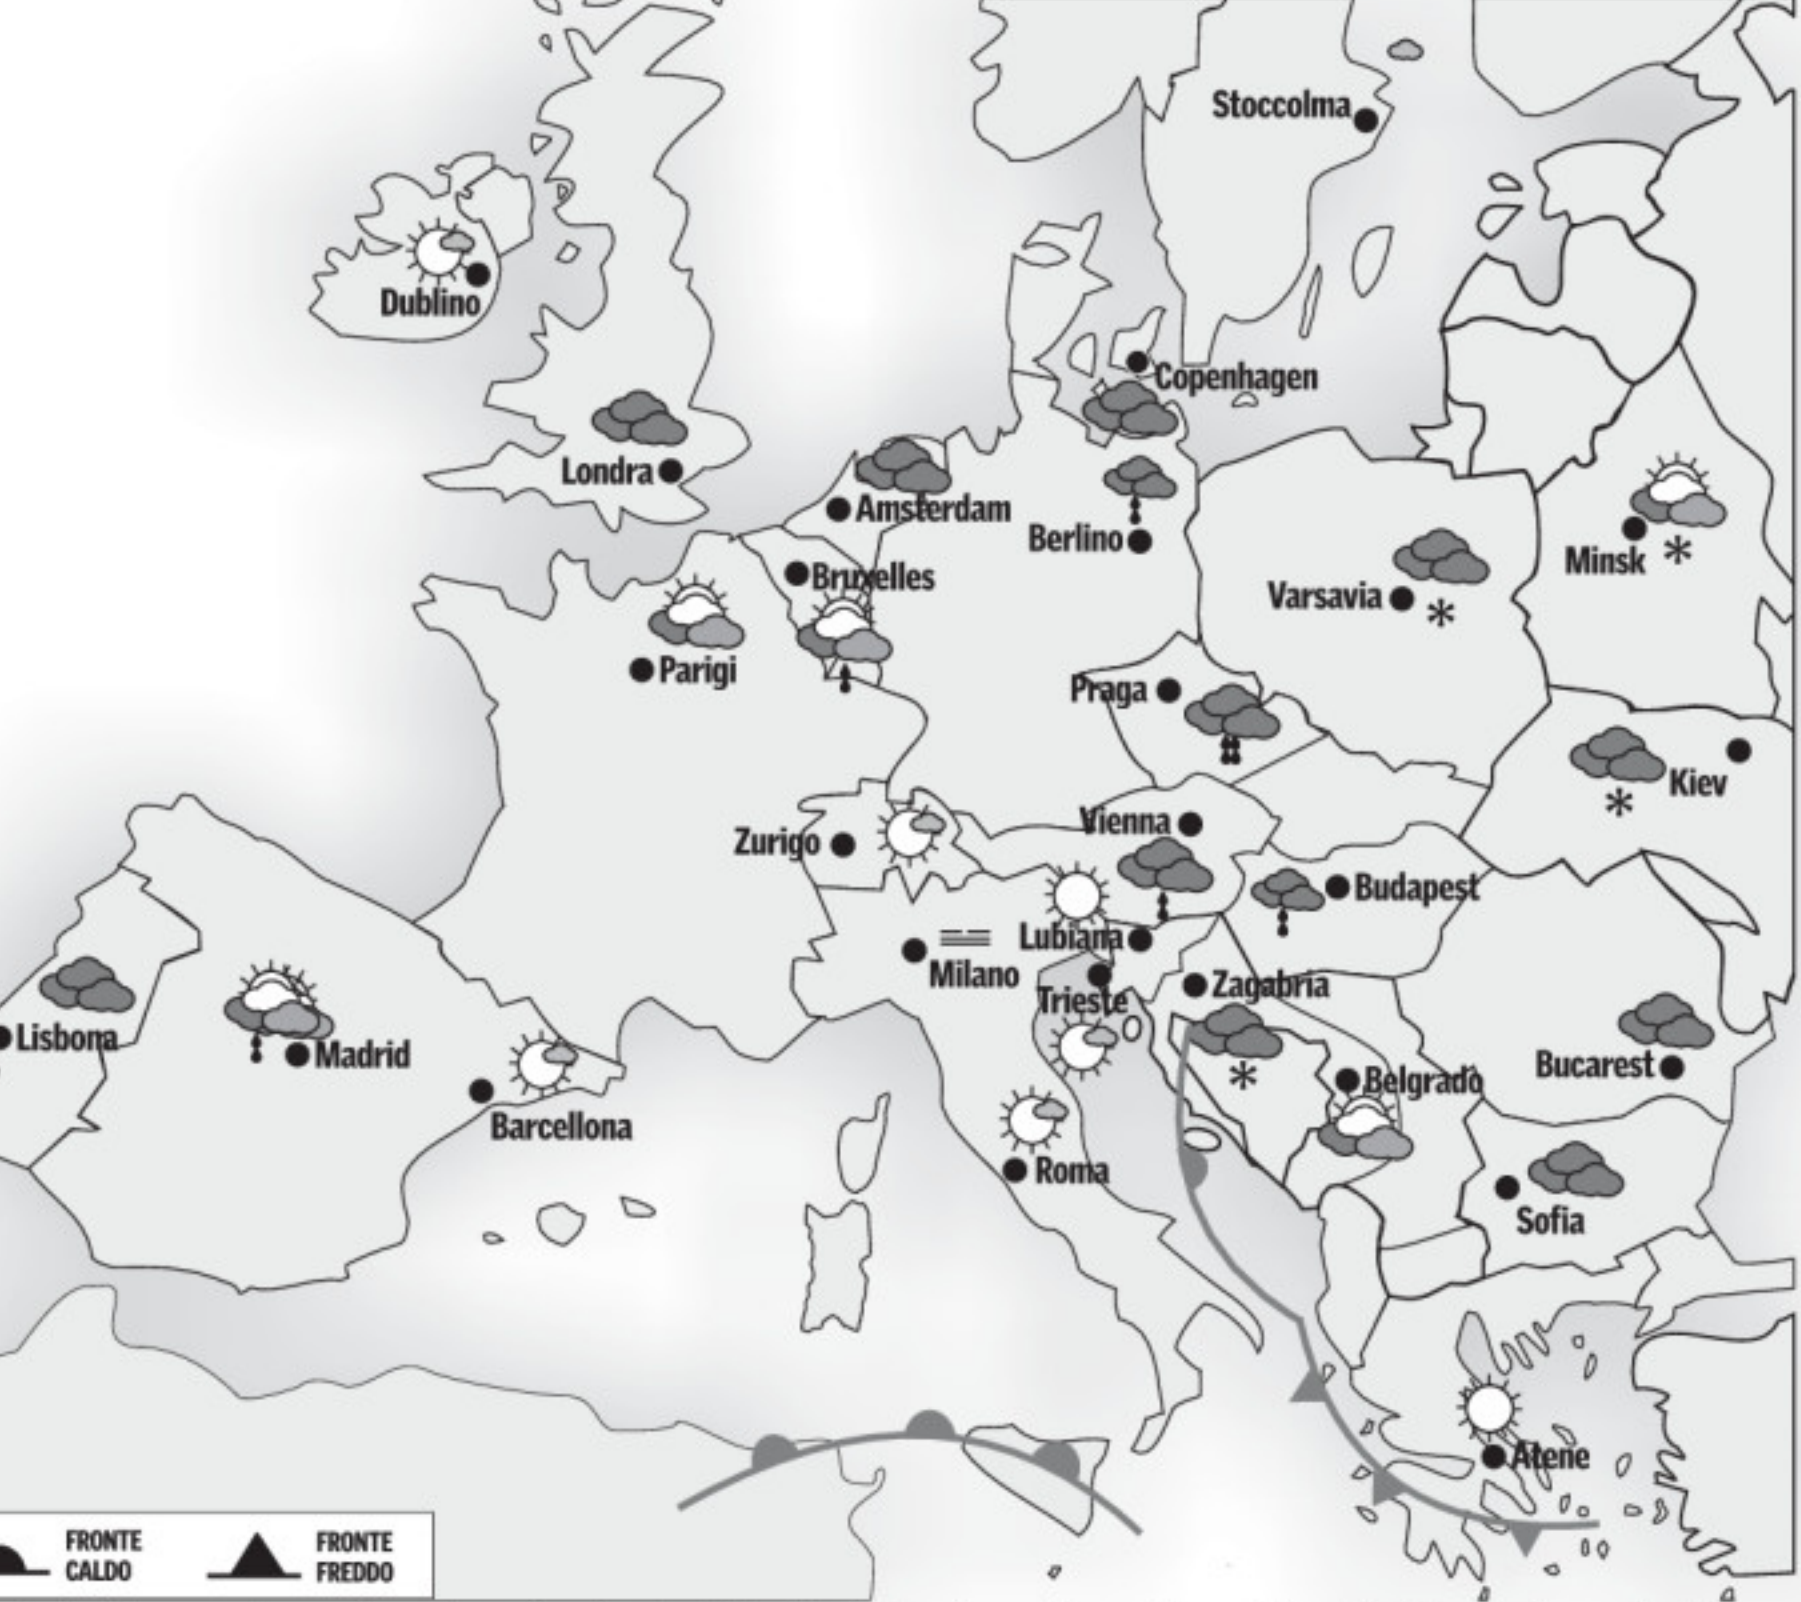 Stoccolma
Dublino
Copenhagen
Londra
Amsterdam
Berlino
Minsk
Bruxelles
Varsavia
Parigi
Praga
Kiev
Vienna
Zurigo
Budapest
Lubiana
Milano
Zagabria
Trieste
Lisbona
Madrid
Bucarest
Belgrado
Barcellona
Roma
Sofia
Atene
FRONTE
CALDO
FRONTE
FREDDO